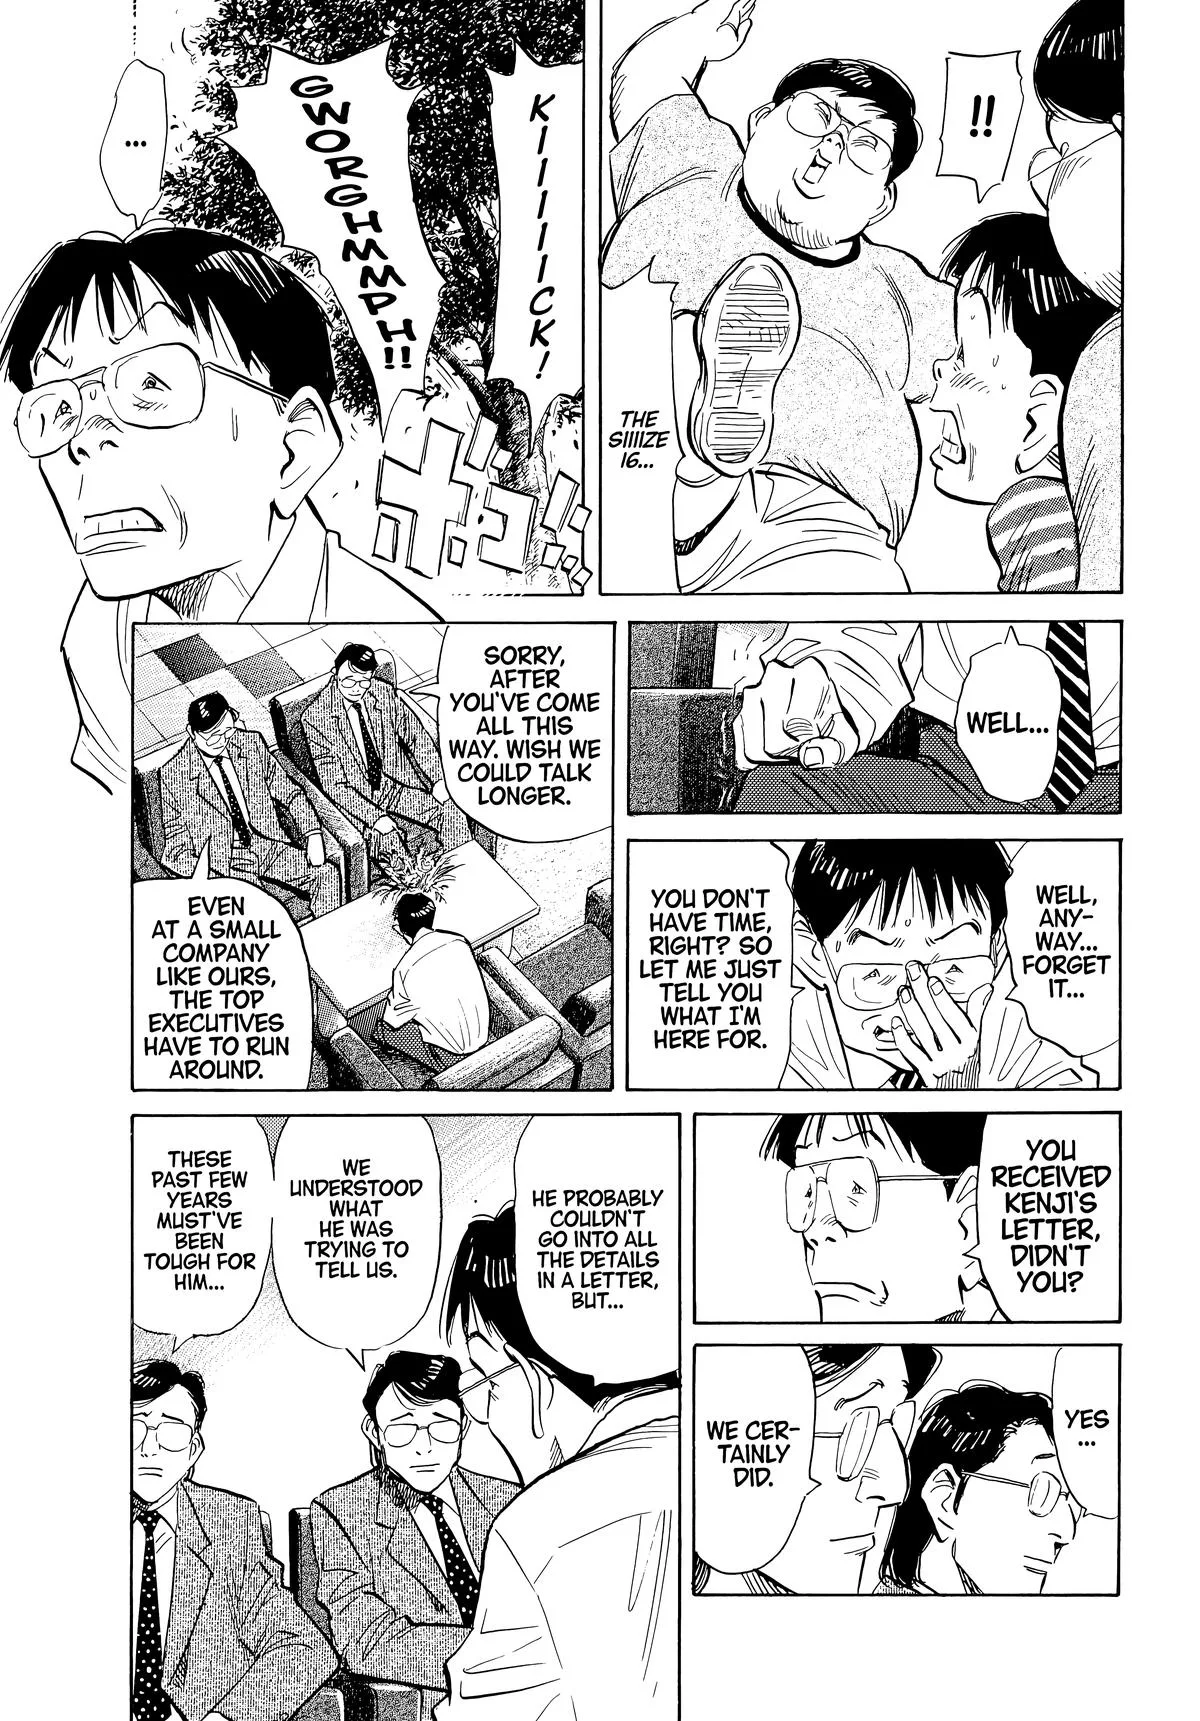 !!
THE
SIIIIZE
16...
KIIIIIICK!
GWORGHMMPH!!
ガゴッ
...
WELL...
SORRY,
AFTER
YOU'VE COME
ALL THIS
WAY. WISH WE
COULD TALK
LONGER.
EVEN
AT A SMALL
COMPANY
LIKE OURS,
THE TOP
EXECUTIVES
HAVE TO RUN
AROUND.
WELL,
ANY-
WAY...
FORGET
IT...
YOU DON'T
HAVE TIME,
RIGHT? SO
LET ME JUST
TELL YOU
WHAT I'M
HERE FOR.
YOU
RECEIVED
KENJI'S
LETTER,
DIDN'T
YOU?
YES
...
WE CER-
TAINLY
DID.
HE PROBABLY
COULDN'T
GO INTO ALL
THE DETAILS
IN A LETTER,
BUT...
WE
UNDERSTOOD
WHAT
HE WAS
TRYING TO
TELL US.
THESE
PAST FEW
YEARS
MUST'VE
BEEN
TOUGH FOR
HIM...